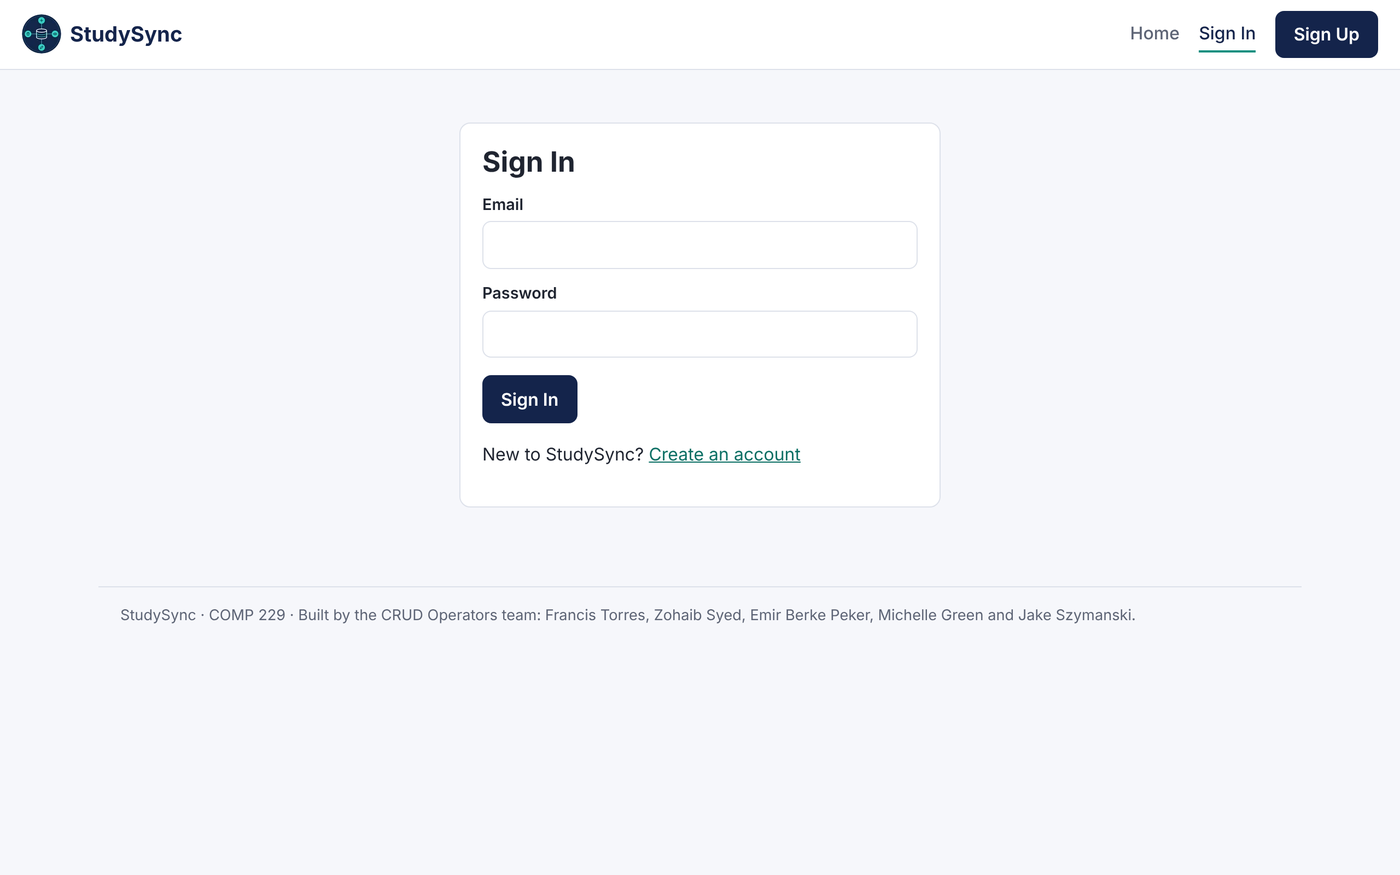 StudySync
Home
Sign In
Sign Up
Sign In
Email
Password
Sign In
New to StudySync? Create an account
StudySync · COMP 229 · Built by the CRUD Operators team: Francis Torres, Zohaib Syed, Emir Berke Peker, Michelle Green and Jake Szymanski.